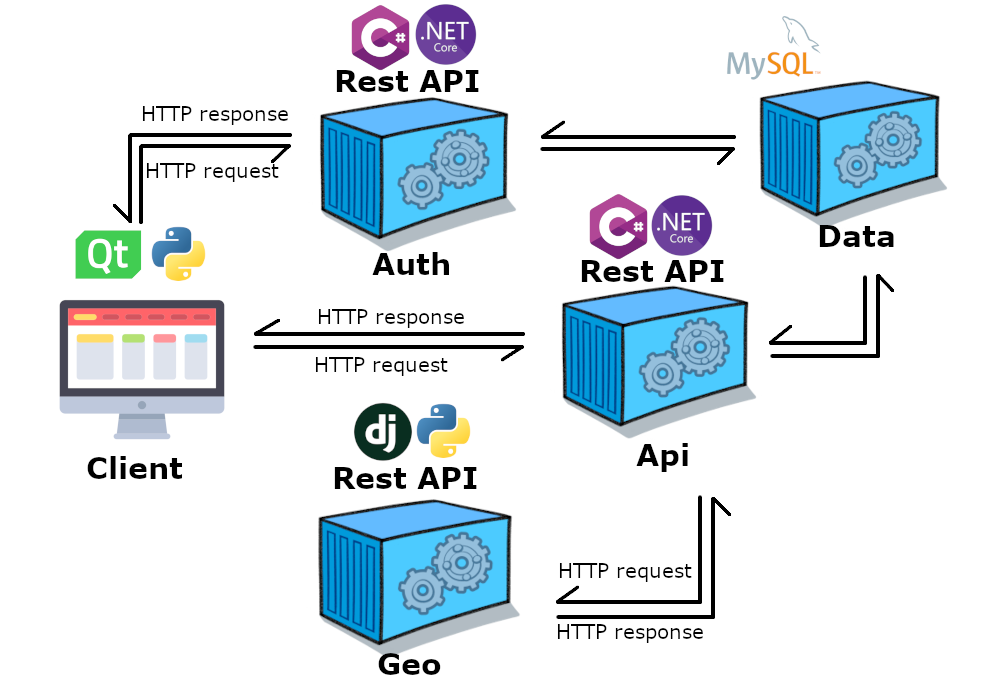 C#
.NET
Core
Rest API
MySQL™
HTTP response
HTTP request
Auth
Data
Qt
C#
.NET
Core
Rest API
HTTP response
HTTP request
Client
Api
dj
Rest API
HTTP request
HTTP response
Geo